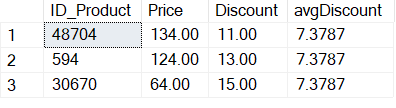 ID_Product Price Discount avgDiscount
1 48704 134.00 11.00 7.3787
2 594 124.00 13.00 7.3787
3 30670 64.00 15.00 7.3787